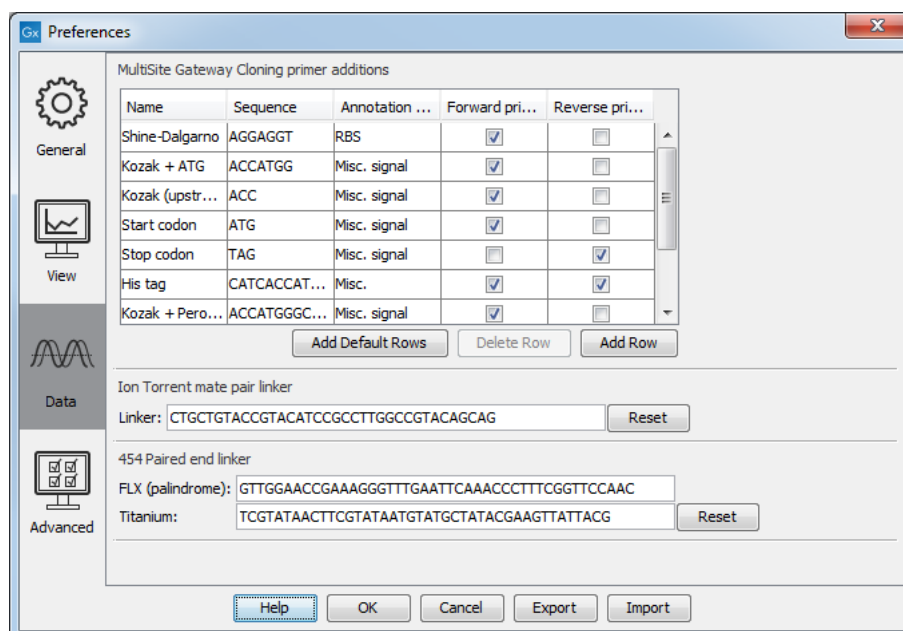 Gx Preferences
X
General
View
Data
Advanced
MultiSite Gateway Cloning primer additions
Name Sequence Annotation ... Forward pri... Reverse pri...
Shine-Dalgarno AGGAGGT RBS
Kozak + ATG ACCATGG Misc. signal
Kozak (upstr... ACC Misc. signal
Start codon ATG Misc. signal
Stop codon TAG Misc. signal
His tag CATCACCAT... Misc.
Kozak + Pero... ACCATGGGC... Misc. signal
Add Default Rows Delete Row Add Row
Ion Torrent mate pair linker
Linker: CTGCTGTACCGTACATCCGCCTTGGCCGTACAGCAG Reset
454 Paired end linker
FLX (palindrome): GTTGGAACCGAAAGGGTTTGAATTCAAACCCTTTCGGTTCCAAC
Titanium: TCGTATAACTTCGTATAATGTATGCTATACGAAGTTATTACG Reset
Help OK Cancel Export Import